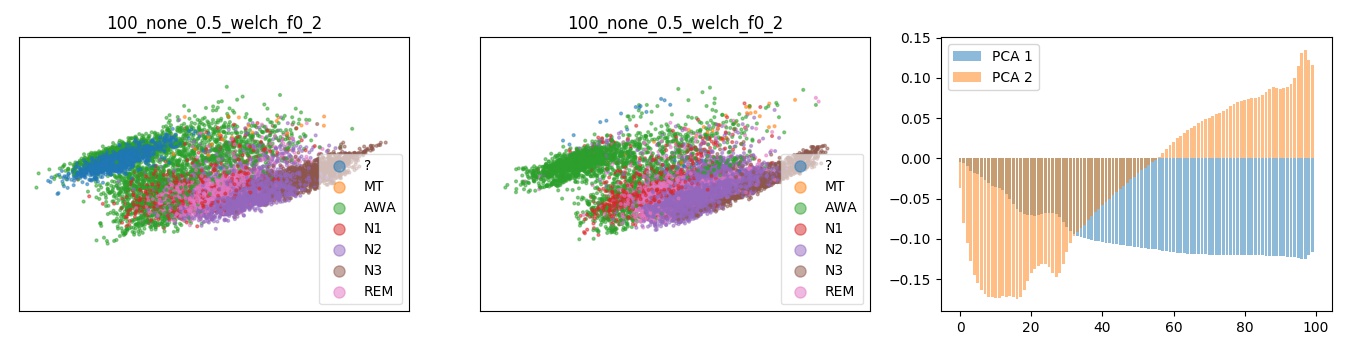 100_none_0.5_welch_f0_2
?
MT
AWA
N1
N2
N3
REM
100_none_0.5_welch_f0_2
?
MT
AWA
N1
N2
N3
REM
PCA 1
PCA 2
0.15
0.10
0.05
0.00
−0.05
−0.10
−0.15
0 20 40 60 80 100